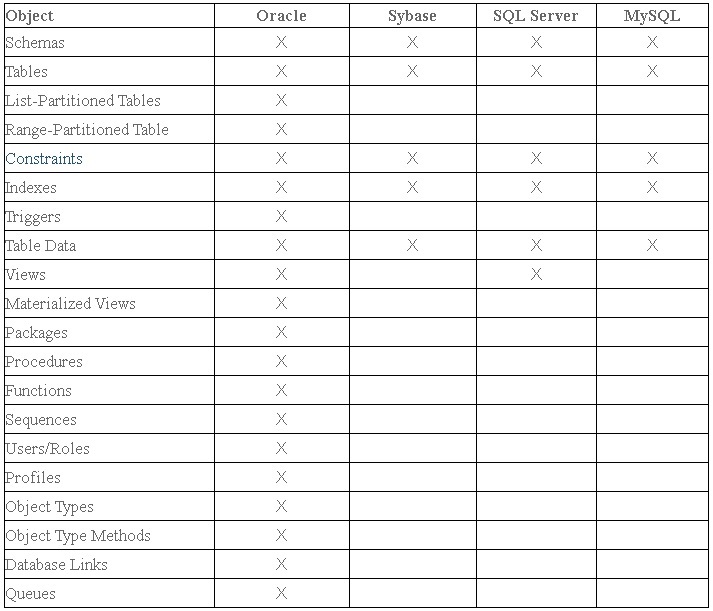 Object Oracle Sybase SQL Server MySQL
Schemas X X X X
Tables X X X X
List-Partitioned Tables X
Range-Partitioned Table X
Constraints X X X X
Indexes X X X X
Triggers X
Table Data X X X X
Views X X
Materialized Views X
Packages X
Procedures X
Functions X
Sequences X
Users/Roles X
Profiles X
Object Types X
Object Type Methods X
Database Links X
Queues X